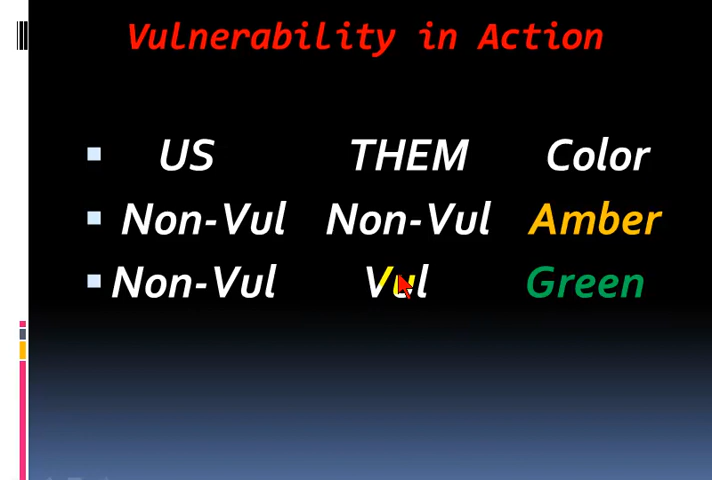 Vulnerability in Action
US THEM Color
Non-Vul Non-Vul Amber
Non-Vul Vul Green